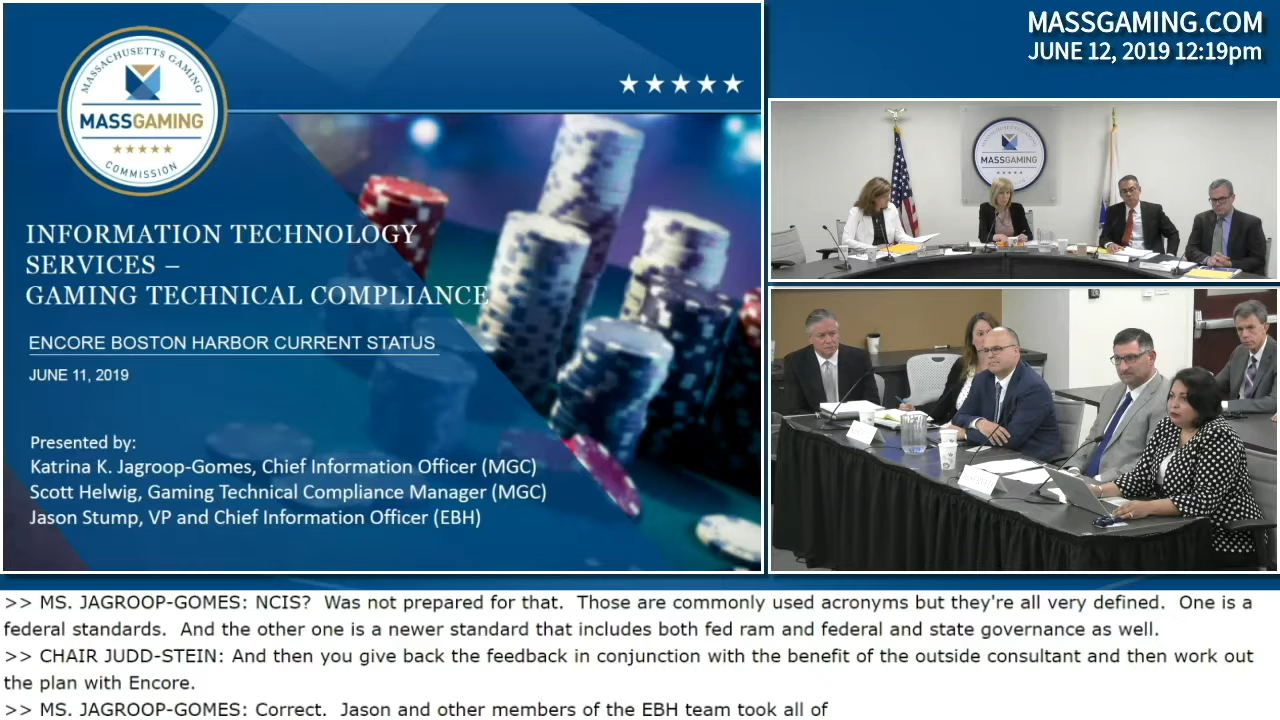 MASSACHUSETTS GAMING
MASSGAMING
COMMISSION
INFORMATION TECHNOLOGY
SERVICES –
GAMING TECHNICAL COMPLIANCE
ENCORE BOSTON HARBOR CURRENT STATUS
JUNE 11, 2019
Presented by:
Katrina K. Jagroop-Gomes, Chief Information Officer (MGC)
Scott Helwig, Gaming Technical Compliance Manager (MGC)
Jason Stump, VP and Chief Information Officer (EBH)
MASSGAMING.COM
JUNE 12, 2019 12:19pm
MASSGAMING
>> MS. JAGROOP-GOMES: NCIS?  Was not prepared for that.  Those are commonly used acronyms but they're all very defined.  One is a
federal standards.  And the other one is a newer standard that includes both fed ram and federal and state governance as well.
>> CHAIR JUDD-STEIN: And then you give back the feedback in conjunction with the benefit of the outside consultant and then work out
the plan with Encore.
>> MS. JAGROOP-GOMES: Correct.  Jason and other members of the EBH team took all of